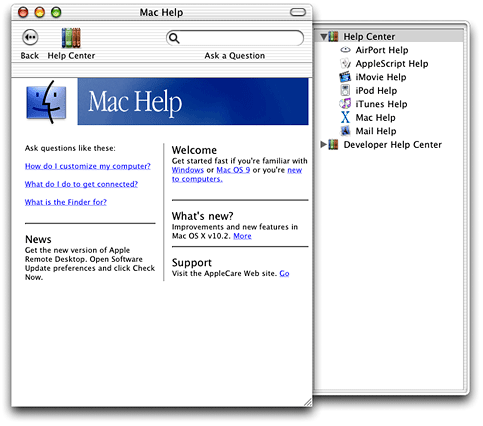 Mac Help
Back
Help Center
Ask a Question
Mac Help
Ask questions like these:
How do I customize my computer?
What do I do to get connected?
What is the Finder for?
News
Get the new version of Apple
Remote Desktop. Open Software
Update preferences and click Check
Now.
Welcome
Get started fast if you're familiar with
Windows or Mac OS 9 or you're new
to computers.
What's new?
Improvements and new features in
Mac OS X v10.2. More
Support
Visit the AppleCare Web site. Go
Help Center
AirPort Help
AppleScript Help
iMovie Help
iPod Help
iTunes Help
Mac Help
Mail Help
Developer Help Center